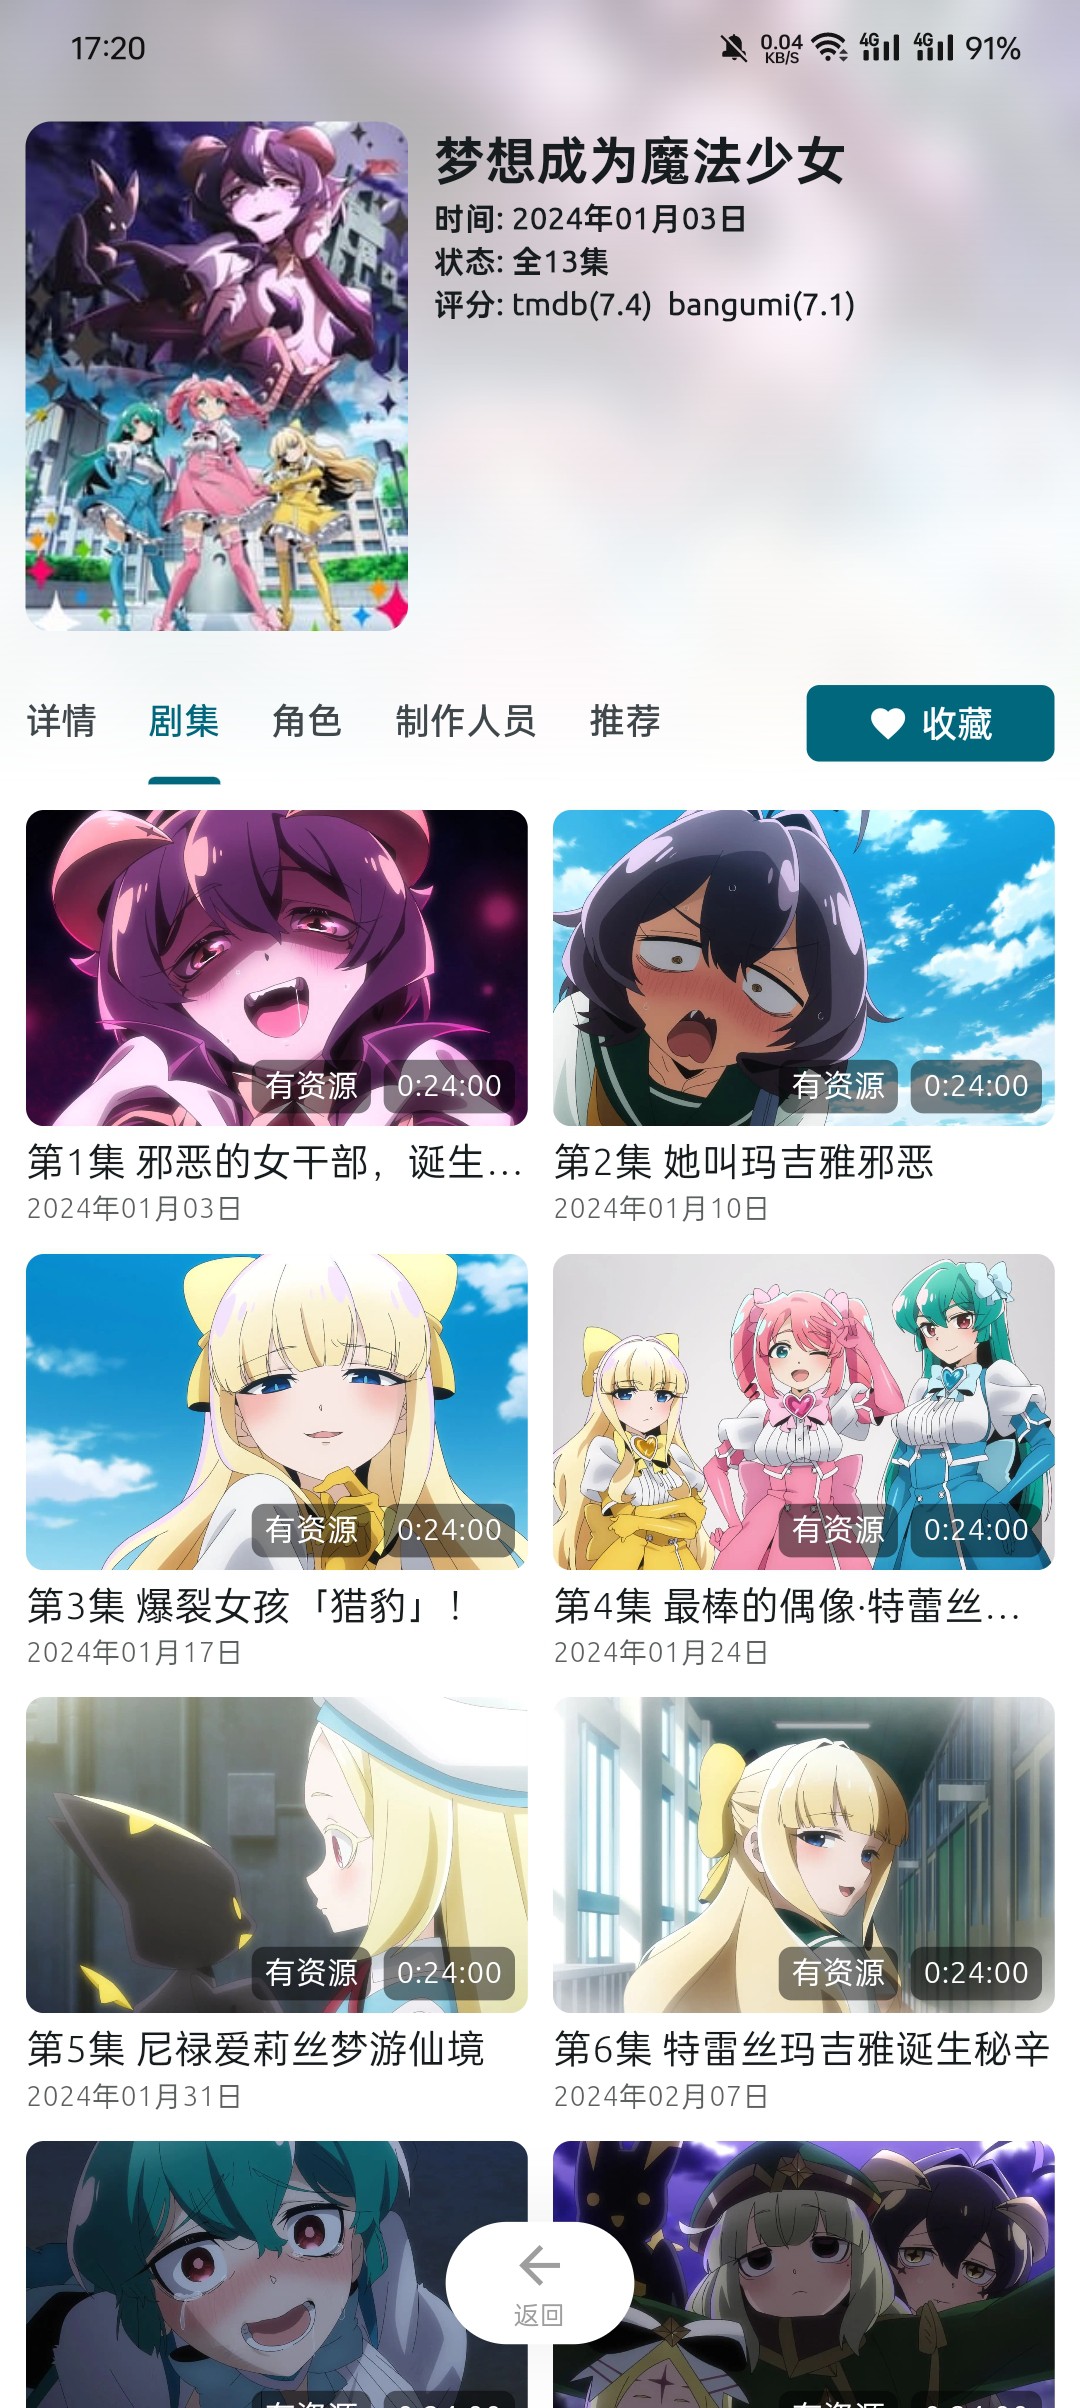 17:20
0.04 KB/S 4G 4G 91%
梦想成为魔法少女
时间: 2024年01月03日
状态: 全13集
评分: tmdb(7.4) bangumi(7.1)
详情 剧集 角色 制作人员 推荐 收藏
有资源 0:24:00 有资源 0:24:00
第1集 邪恶的女干部，诞生... 第2集 她叫玛吉雅邪恶
2024年01月03日 2024年01月10日
有资源 0:24:00 有资源 0:24:00
第3集 爆裂女孩「猎豹」！ 第4集 最棒的偶像·特蕾丝...
2024年01月17日 2024年01月24日
有资源 0:24:00 有资源 0:24:00
第5集 尼禄爱莉丝梦游仙境 第6集 特雷丝玛吉雅诞生秘辛
2024年01月31日 2024年02月07日
返回
有资源 有资源